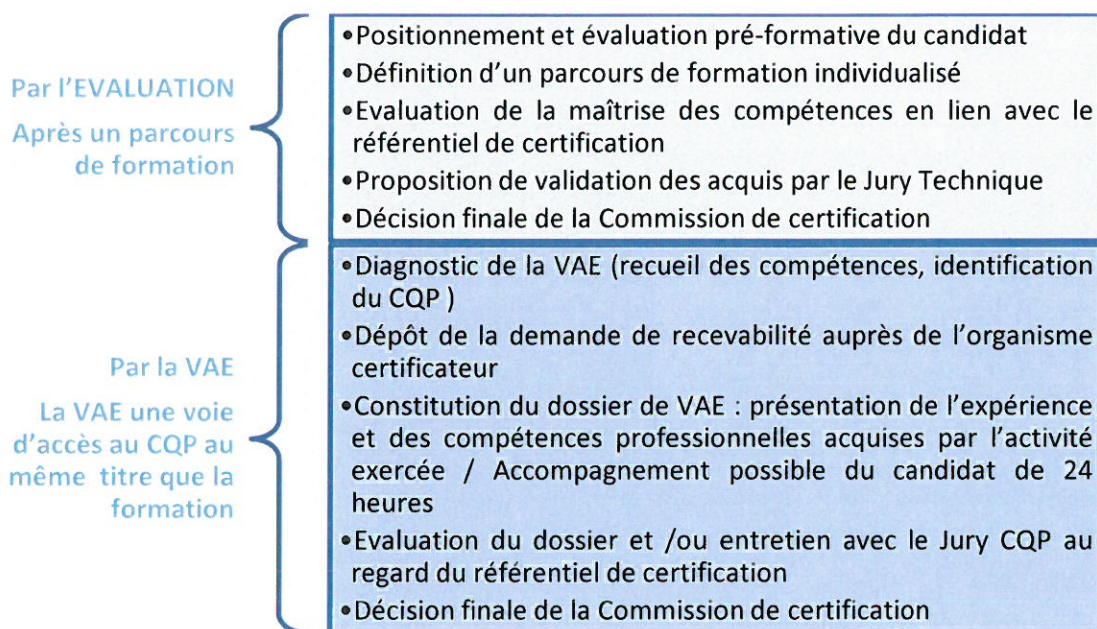 Par l'EVALUATION
Après un parcours
de formation
•Positionnement et évaluation pré-formative du candidat
•Définition d'un parcours de formation individualisé
•Evaluation de la maîtrise des compétences en lien avec le
référentiel de certification
•Proposition de validation des acquis par le Jury Technique
•Décision finale de la Commission de certification
Par la VAE
La VAE une voie
d'accès au CQP au
même titre que la
formation
•Diagnostic de la VAE (recueil des compétences, identification
du CQP )
•Dépôt de la demande de recevabilité auprès de l'organisme
certificateur
•Constitution du dossier de VAE : présentation de l'expérience
et des compétences professionnelles acquises par l'activité
exercée / Accompagnement possible du candidat de 24
heures
•Evaluation du dossier et /ou entretien avec le Jury CQP au
regard du référentiel de certification
•Décision finale de la Commission de certification